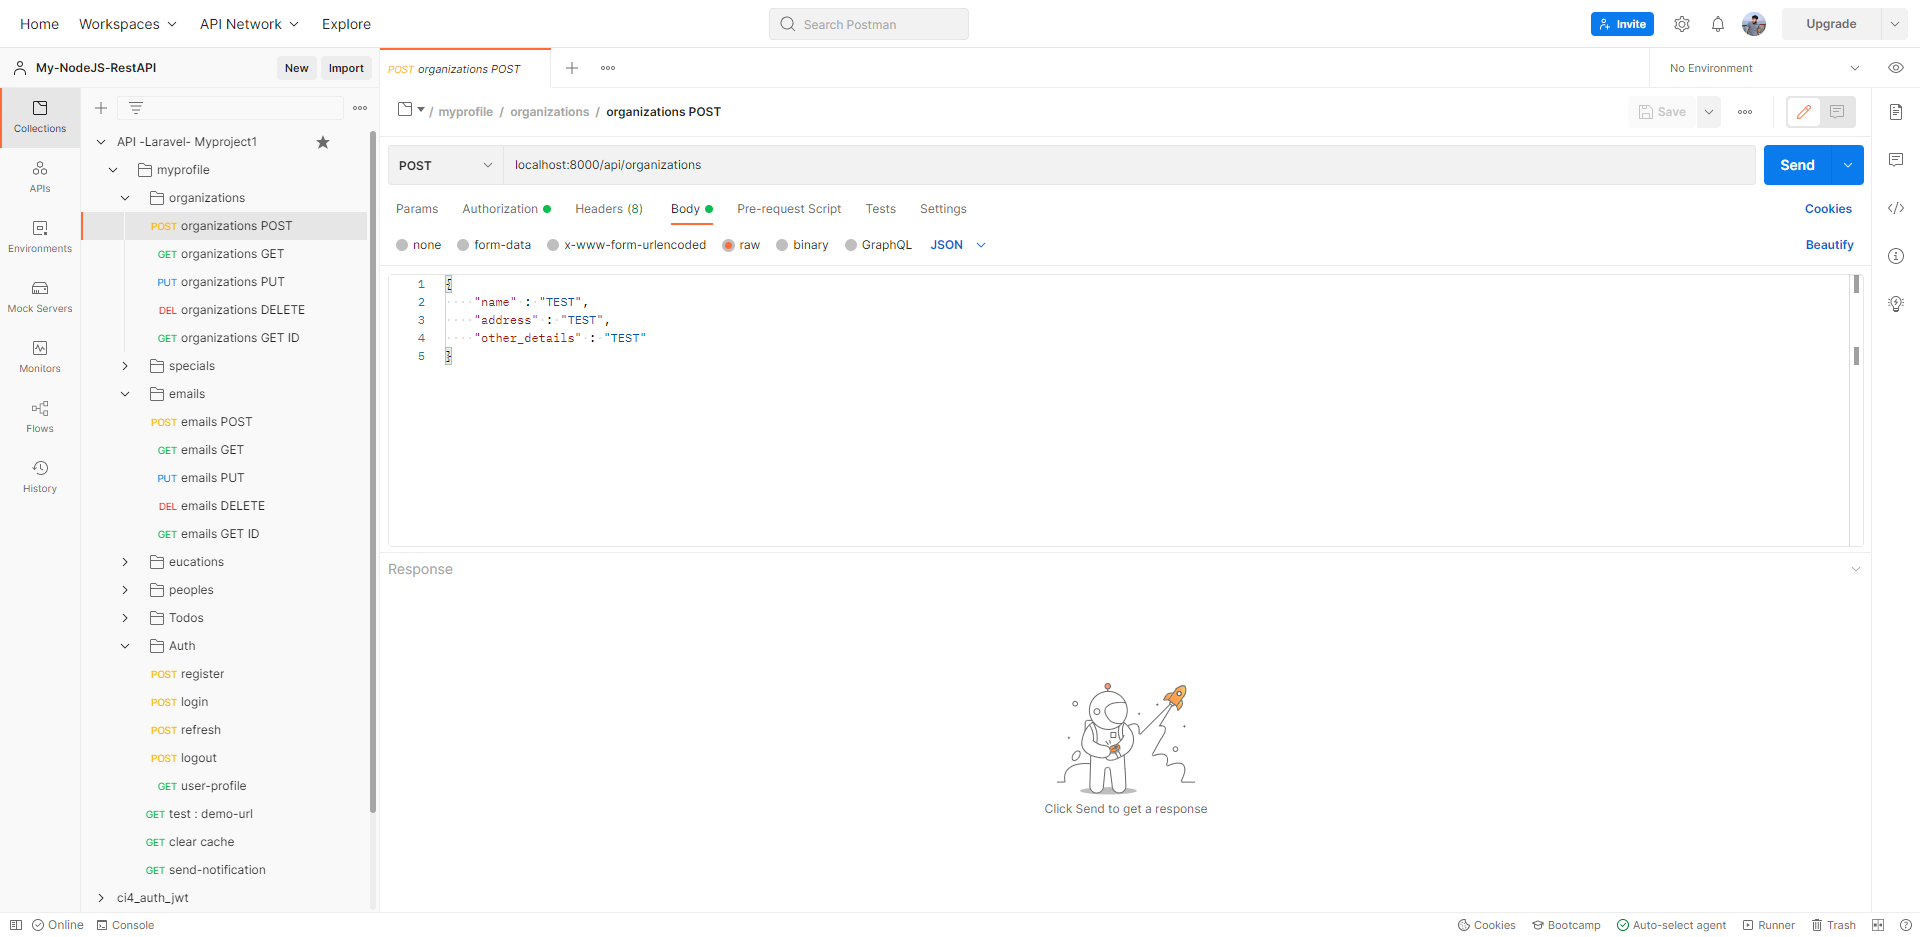 Home Workspaces API Network Explore Search Postman Invite Upgrade
My-NodeJS-RestAPI New Import POST organizations POST No Environment
Collections
APIs
Environments
Mock Servers
Monitors
Flows
History
API -Laravel- Myproject1
myprofile
organizations
POST organizations POST
GET organizations GET
PUT organizations PUT
DEL organizations DELETE
GET organizations GET ID
specials
emails
POST emails POST
GET emails GET
PUT emails PUT
DEL emails DELETE
GET emails GET ID
eucations
peoples
Todos
Auth
POST register
POST login
POST refresh
POST logout
GET user-profile
GET test : demo-url
GET clear cache
GET send-notification
ci4_auth_jwt
/ myprofile / organizations / organizations POST Save
POST localhost:8000/api/organizations Send
Params Authorization Headers (8) Body Pre-request Script Tests Settings Cookies
none form-data x-www-form-urlencoded raw binary GraphQL JSON Beautify
1 {
2 "name" : "TEST",
3 "address" : "TEST",
4 "other_details" : "TEST"
5 }
Response
Click Send to get a response
Online Console Cookies Bootcamp Auto-select agent Runner Trash